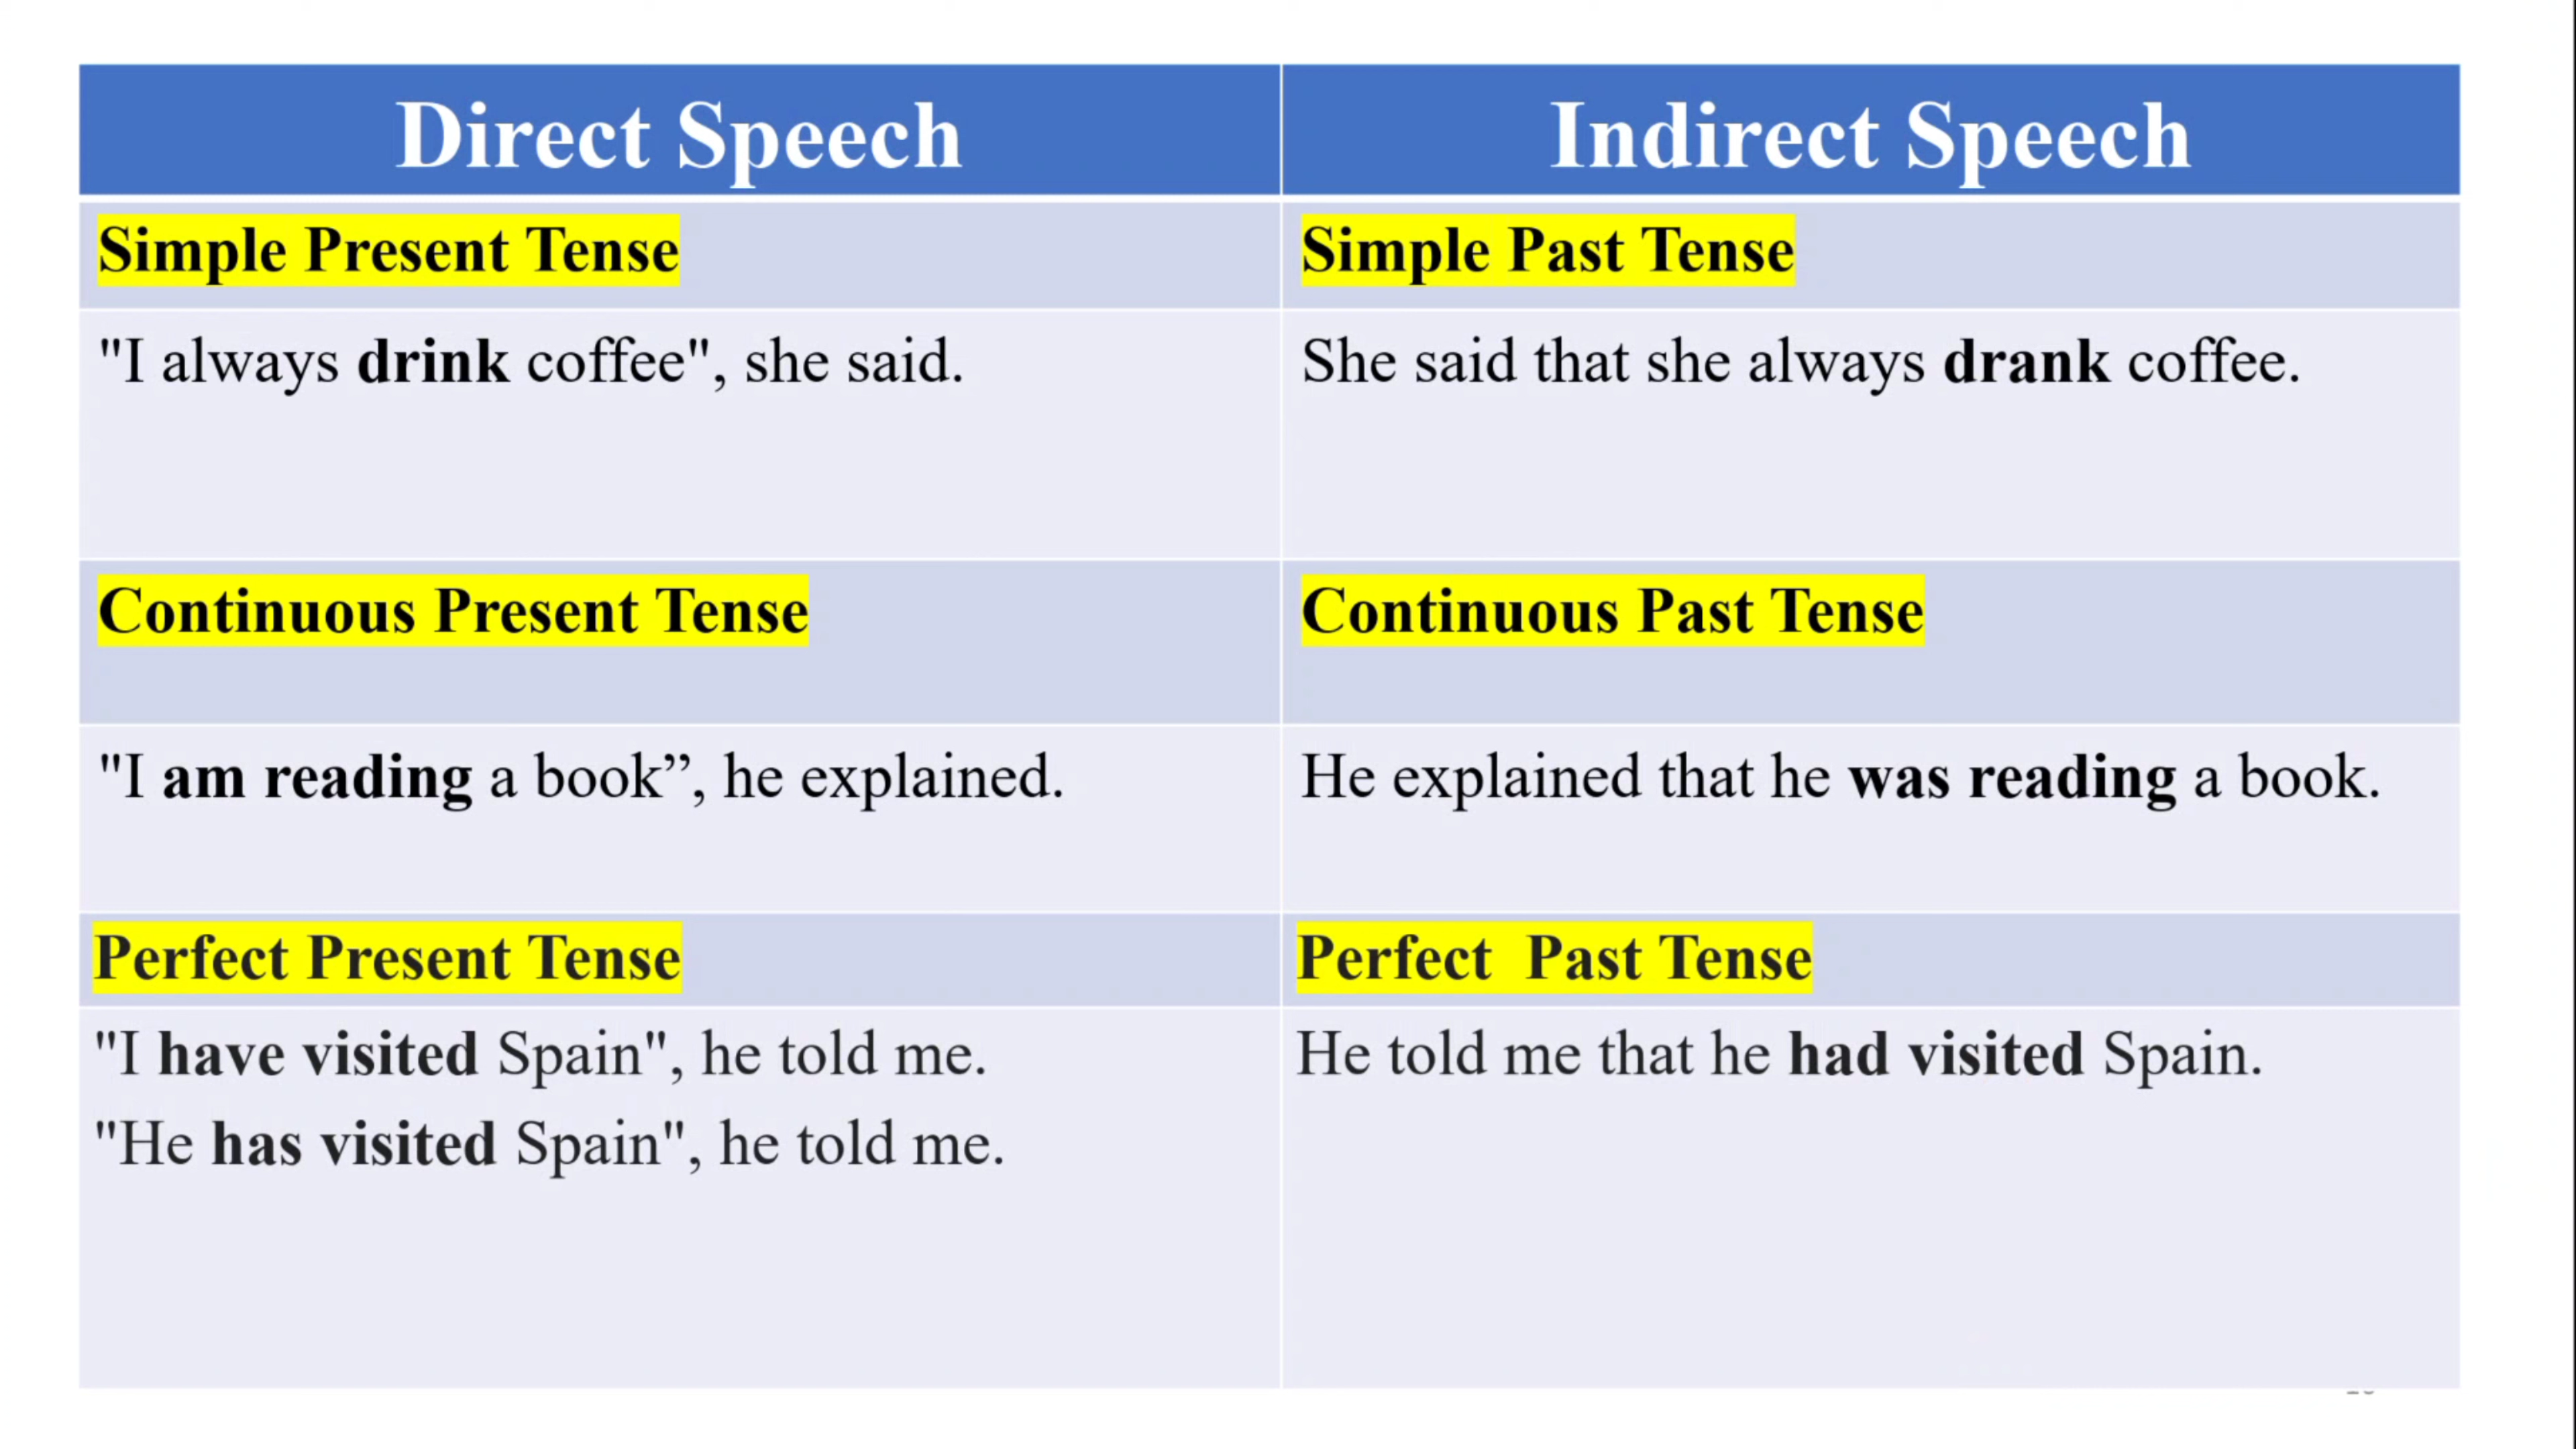 Direct Speech
Indirect Speech
Simple Present Tense
Simple Past Tense
"I always drink coffee", she said.
She said that she always drank coffee.
Continuous Present Tense
Continuous Past Tense
"I am reading a book”, he explained.
He explained that he was reading a book.
Perfect Present Tense
Perfect  Past Tense
"I have visited Spain", he told me.
"He has visited Spain", he told me.
He told me that he had visited Spain.